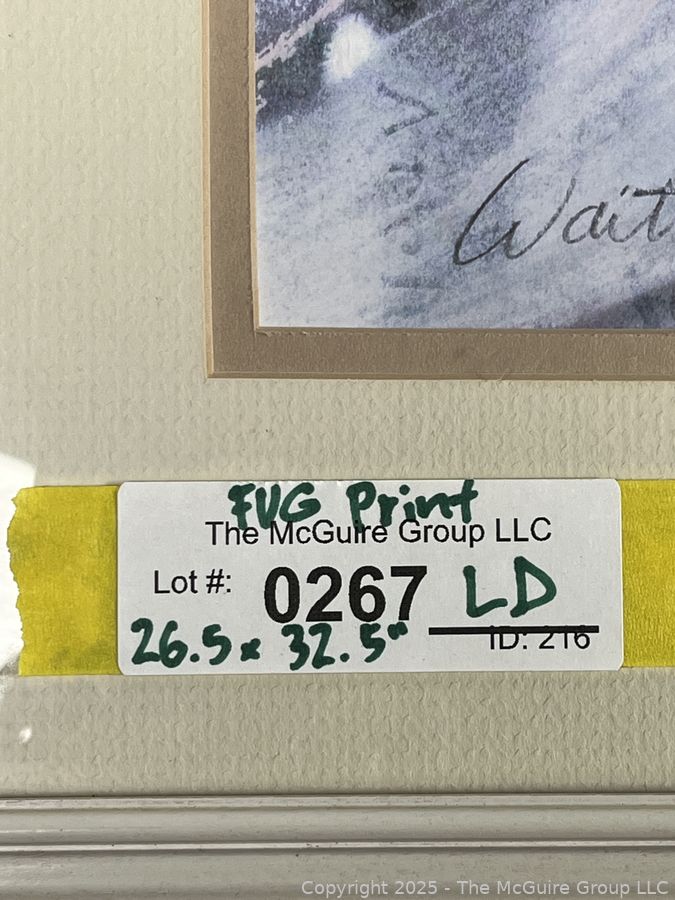 Wait
FUG Print
The McGuire Group LLC
Lot #: 0267 LD
26.5 x 32.5"
ID: 216
Copyright 2025 - The McGuire Group LLC